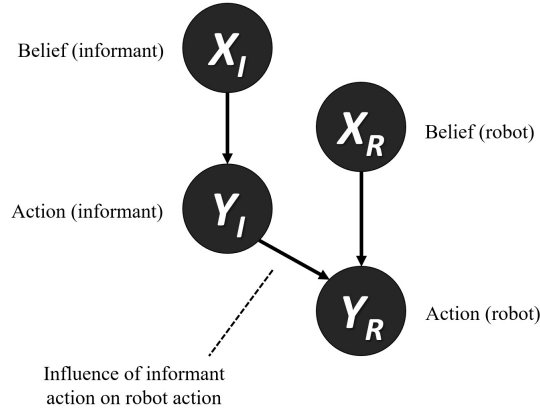 Belief (informant)
X_I
X_R
Belief (robot)
Action (informant)
Y_I
Y_R
Action (robot)
Influence of informant
action on robot action